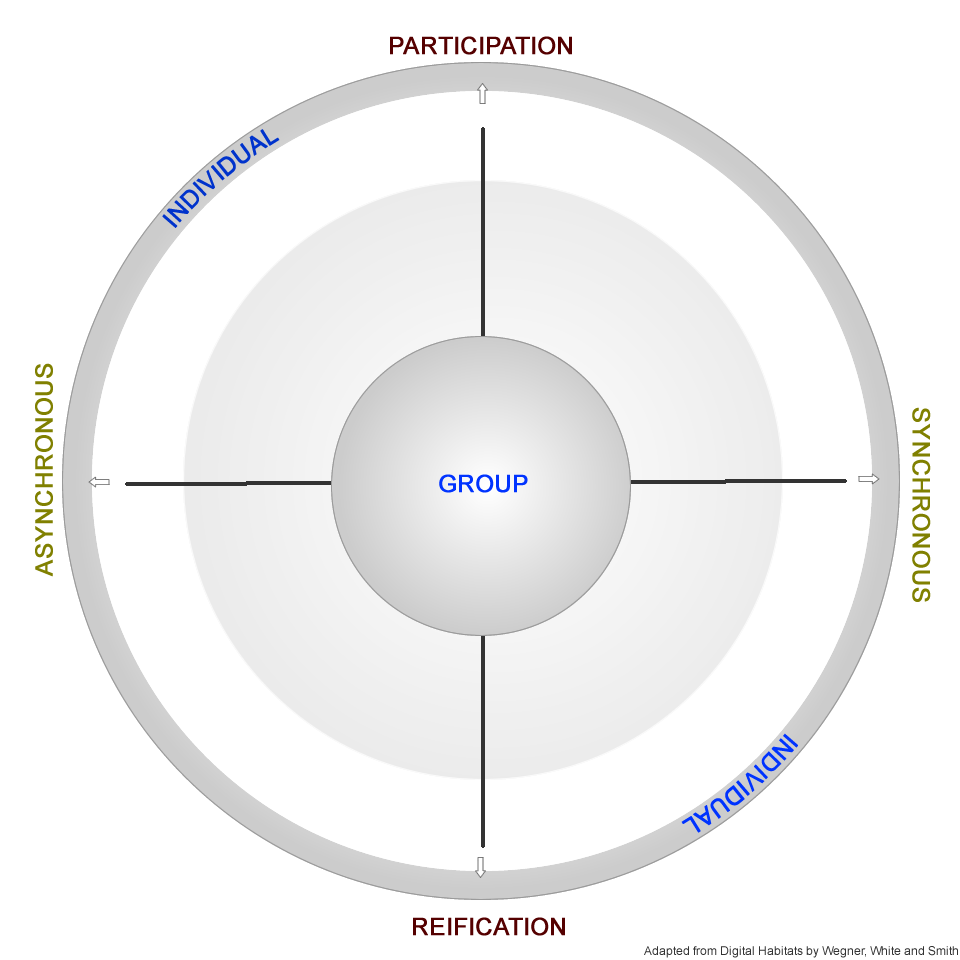 PARTICIPATION
INDIVIDUAL
ASYNCHRONOUS
GROUP
SYNCHRONOUS
INDIVIDUAL
REIFICATION
Adapted from Digital Habitats by Wegner, White and Smith